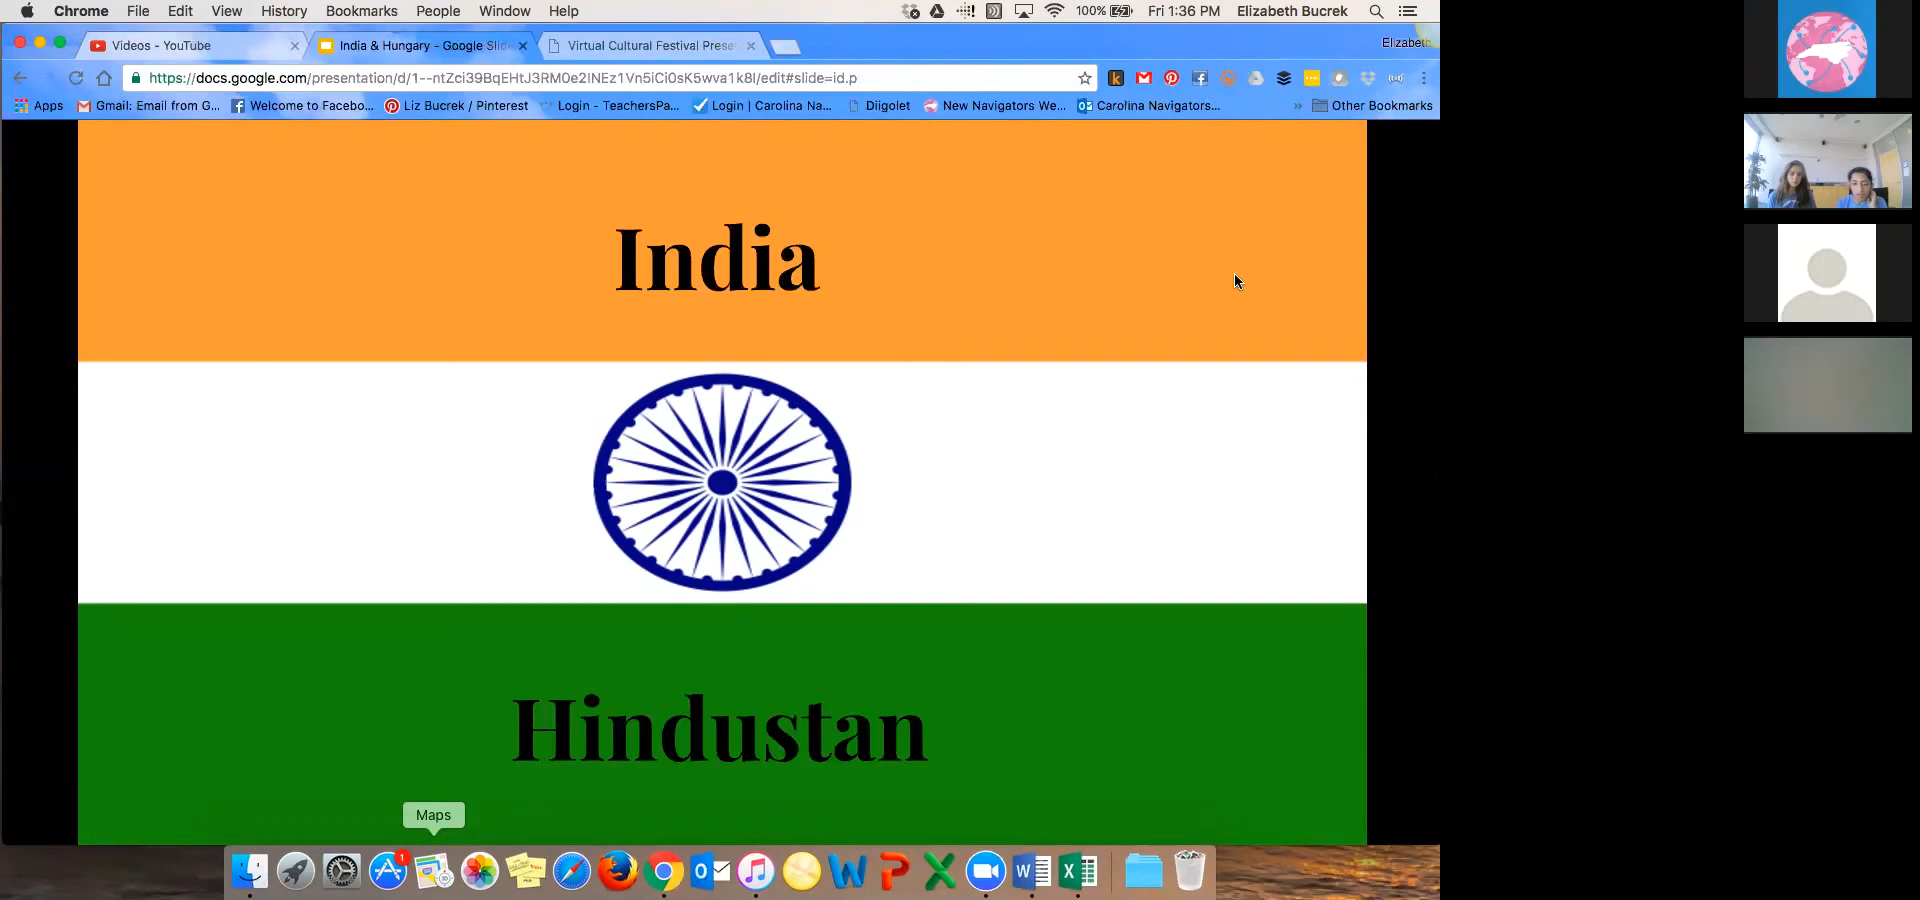 Chrome File Edit View History Bookmarks People Window Help 100% Fri 1:36 PM Elizabeth Bucrek
Videos - YouTube India & Hungary - Google Slid Virtual Cultural Festival Prese Elizabeth
https://docs.google.com/presentation/d/1--ntZci39BqEHtJ3RM0e2INEz1Vn5iCi0sK5wva1k8I/edit#slide=id.p
Apps Gmail: Email from G... Welcome to Facebo... Liz Bucrek / Pinterest Login - TeachersPa... Login | Carolina Na... Diigolet New Navigators We... Carolina Navigators... » Other Bookmarks
India
Hindustan
Maps
1